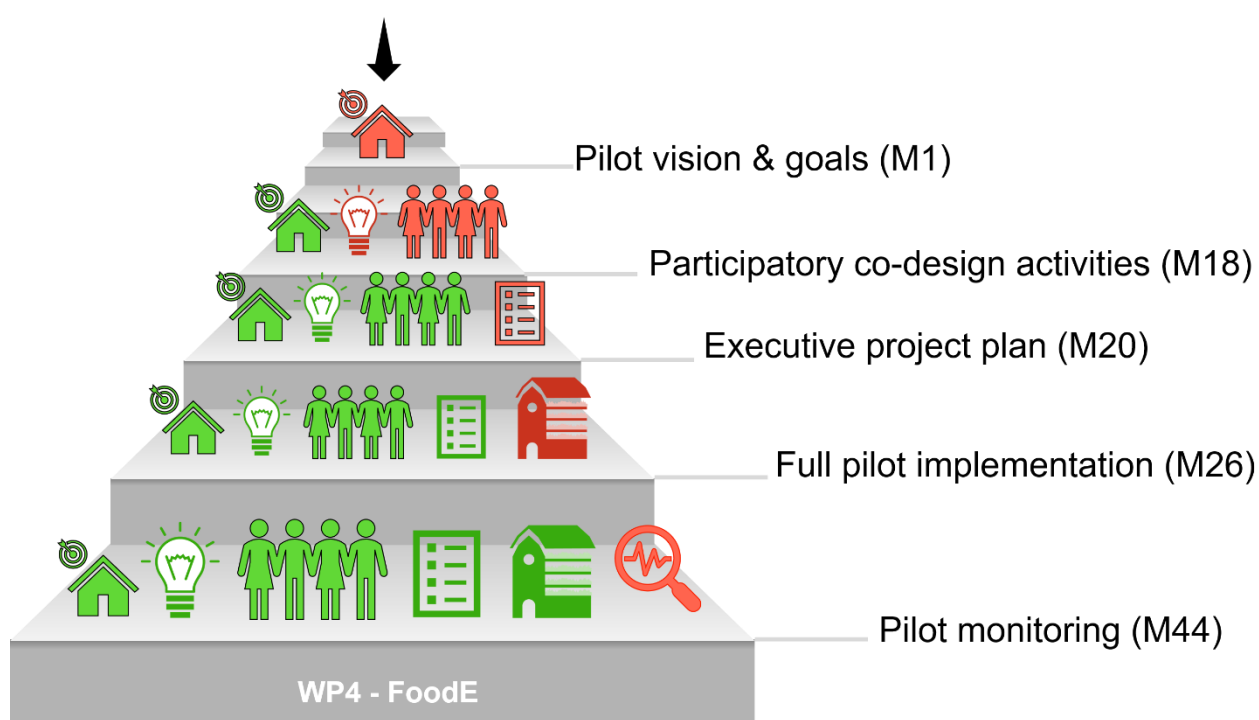 Pilot vision & goals (M1)
Participatory co-design activities (M18)
Executive project plan (M20)
Full pilot implementation (M26)
Pilot monitoring (M44)
WP4 - FoodE